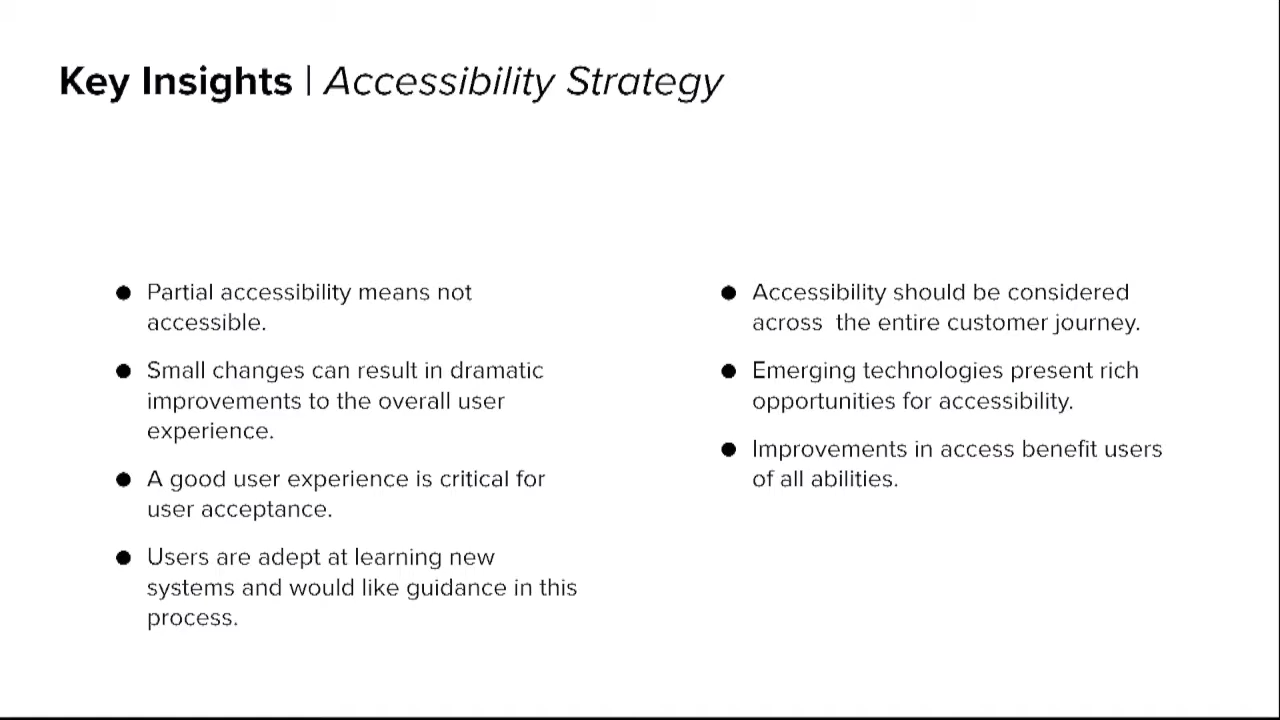 Key Insights | Accessibility Strategy
● Partial accessibility means not
accessible.
● Small changes can result in dramatic
improvements to the overall user
experience.
● A good user experience is critical for
user acceptance.
● Users are adept at learning new
systems and would like guidance in this
process.
● Accessibility should be considered
across  the entire customer journey.
● Emerging technologies present rich
opportunities for accessibility.
● Improvements in access benefit users
of all abilities.